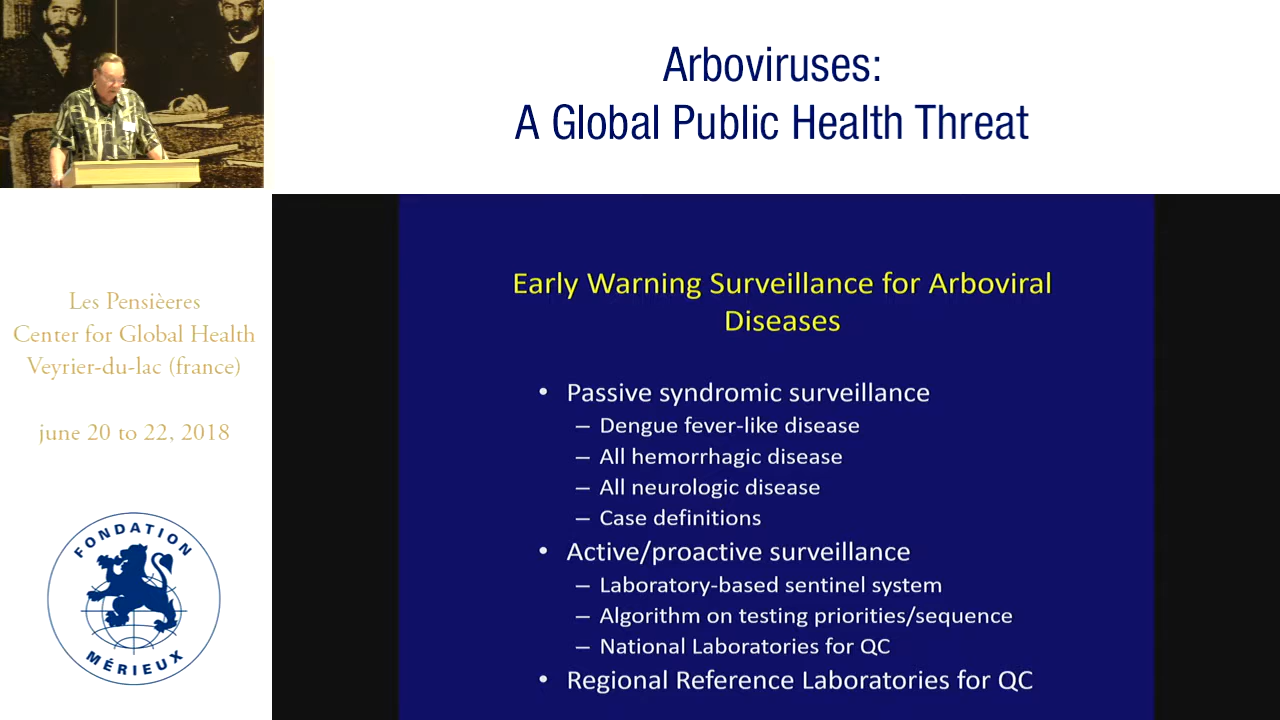 Arboviruses:
A Global Public Health Threat
Les Pensièeres
Center for Global Health
Veyrier-du-lac (france)
june 20 to 22, 2018
FONDATION
MÉRIEUX
Early Warning Surveillance for Arboviral
Diseases
• Passive syndromic surveillance
– Dengue fever-like disease
– All hemorrhagic disease
– All neurologic disease
– Case definitions
• Active/proactive surveillance
– Laboratory-based sentinel system
– Algorithm on testing priorities/sequence
– National Laboratories for QC
• Regional Reference Laboratories for QC